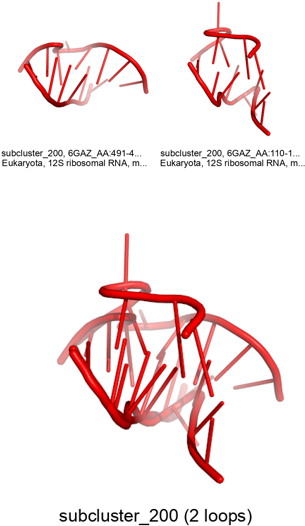 subcluster_200, 6GAZ_AA:491-4...
Eukaryota, 12S ribosomal RNA, m...
subcluster_200, 6GAZ_AA:110-1...
Eukaryota, 12S ribosomal RNA, m...
subcluster_200 (2 loops)